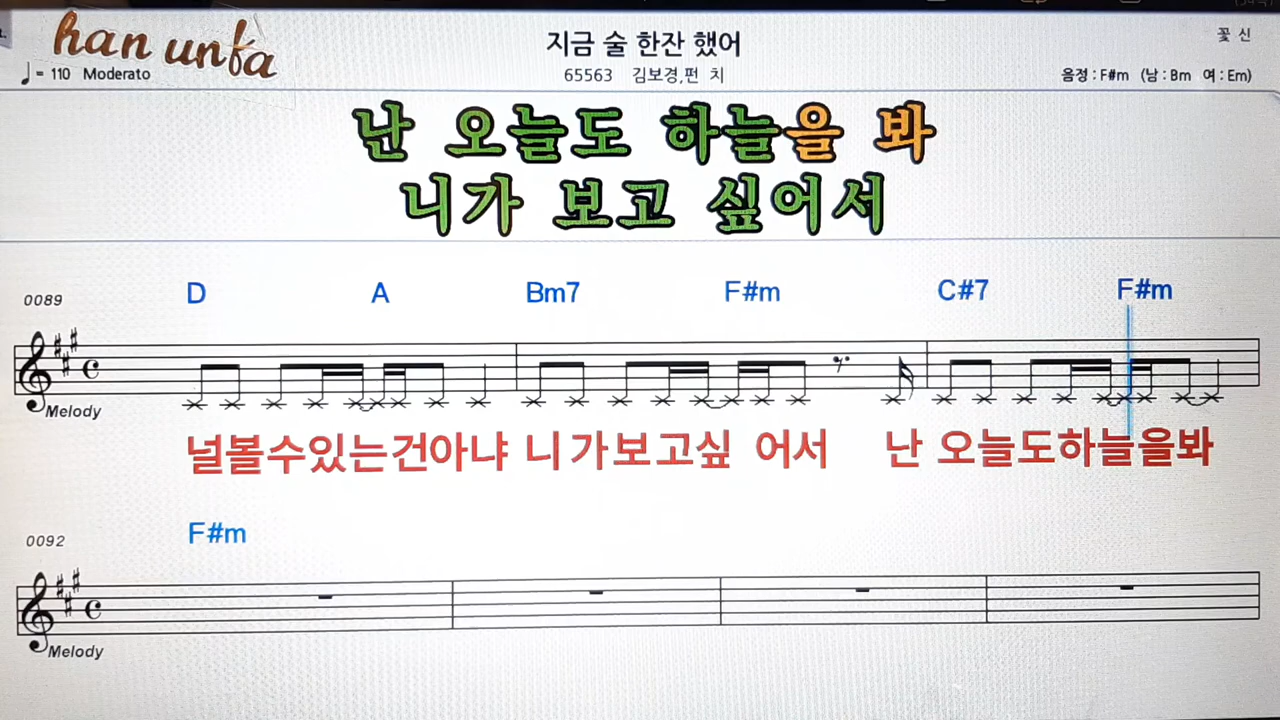 han unfa
지금 술 한잔 했어
꽃 신
♩ = 110 Moderato
65563 김보경,펀 치
음정 : F#m (남 : Bm 여 : Em)
난 오늘도 하늘을 봐
니가 보고 싶어서
0089
D A Bm7 F#m C#7 F#m
Melody
널볼수있는건아냐 니가보고싶 어서 난 오늘도하늘을봐
0092
F#m
Melody